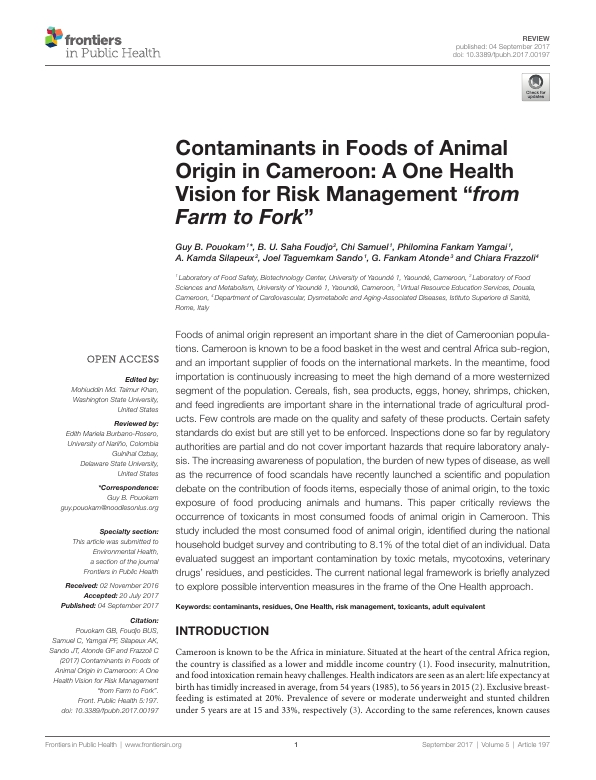 frontiers
in Public Health
REVIEW
published: 04 September 2017
doi: 10.3389/fpubh.2017.00197
Check for
updates
Contaminants in Foods of Animal
Origin in Cameroon: A One Health
Vision for Risk Management “from
Farm to Fork”
Guy B. Pouokam1*, B. U. Saha Foudjo2, Chi Samuel1, Philomina Fankam Yamgai1,
A. Kamda Silapeux2, Joel Taguemkam Sando1, G. Fankam Atonde3 and Chiara Frazzoli4
1 Laboratory of Food Safety, Biotechnology Center, University of Yaoundé 1, Yaoundé, Cameroon, 2 Laboratory of Food
Sciences and Metabolism, University of Yaoundé 1, Yaoundé, Cameroon, 3 Virtual Resource Education Services, Douala,
Cameroon, 4 Department of Cardiovascular, Dysmetabolic and Aging-Associated Diseases, Istituto Superiore di Sanità,
Rome, Italy
OPEN ACCESS
Edited by:
Mohiuddin Md. Taimur Khan,
Washington State University,
United States
Reviewed by:
Edith Mariela Burbano-Rosero,
University of Nariño, Colombia
Gulnihal Ozbay,
Delaware State University,
United States
*Correspondence:
Guy B. Pouokam
guy.pouokam@noodlesonius.org
Specialty section:
This article was submitted to
Environmental Health,
a section of the journal
Frontiers in Public Health
Received: 02 November 2016
Accepted: 20 July 2017
Published: 04 September 2017
Citation:
Pouokam GB, Foudjo BUS,
Samuel C, Yamgai PF, Silapeux AK,
Sando JT, Atonde GF and Frazzoli C
(2017) Contaminants in Foods of
Animal Origin in Cameroon: A One
Health Vision for Risk Management
“from Farm to Fork”.
Front. Public Health 5:197.
doi: 10.3389/fpubh.2017.00197
Foods of animal origin represent an important share in the diet of Cameroonian popula-
tions. Cameroon is known to be a food basket in the west and central Africa sub-region,
and an important supplier of foods on the international markets. In the meantime, food
importation is continuously increasing to meet the high demand of a more westernized
segment of the population. Cereals, fish, sea products, eggs, honey, shrimps, chicken,
and feed ingredients are important share in the international trade of agricultural prod-
ucts. Few controls are made on the quality and safety of these products. Certain safety
standards do exist but are still yet to be enforced. Inspections done so far by regulatory
authorities are partial and do not cover important hazards that require laboratory analy-
sis. The increasing awareness of population, the burden of new types of disease, as well
as the recurrence of food scandals have recently launched a scientific and population
debate on the contribution of foods items, especially those of animal origin, to the toxic
exposure of food producing animals and humans. This paper critically reviews the
occurrence of toxicants in most consumed foods of animal origin in Cameroon. This
study included the most consumed food of animal origin, identified during the national
household budget survey and contributing to 8.1% of the total diet of an individual. Data
evaluated suggest an important contamination by toxic metals, mycotoxins, veterinary
drugs’ residues, and pesticides. The current national legal framework is briefly analyzed
to explore possible intervention measures in the frame of the One Health approach.
Keywords: contaminants, residues, One Health, risk management, toxicants, adult equivalent
INTRODUCTION
Cameroon is known to be the Africa in miniature. Situated at the heart of the central Africa region,
the country is classified as a lower and middle income country (1). Food insecurity, malnutrition,
and food intoxication remain heavy challenges. Health indicators are seen as an alert: life expectancy at
birth has timidly increased in average, from 54 years (1985), to 56 years in 2015 (2). Exclusive breast-
feeding is estimated at 20%. Prevalence of severe or moderate underweight and stunted children
under 5 years are at 15 and 33%, respectively (3). According to the same references, known causes
Frontiers in Public Health | www.frontiersin.org
1
September 2017 | Volume 5 | Article 197